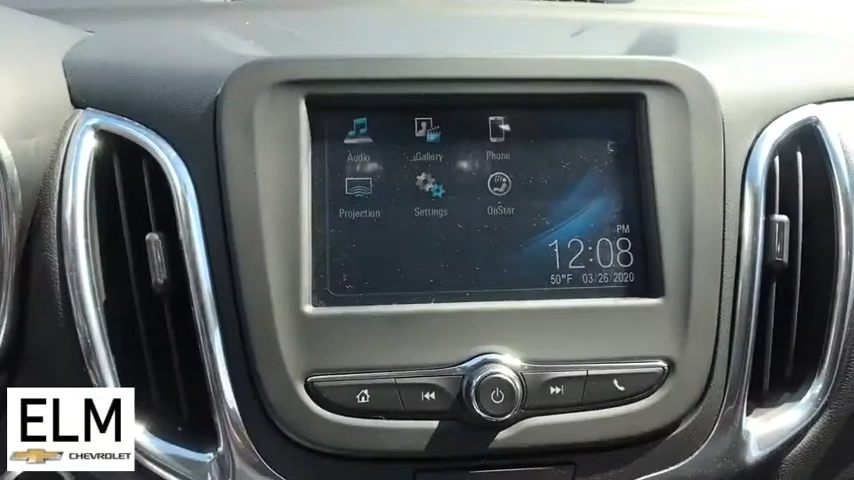 Audio Gallery Phone
Projection Settings OnStar
PM
12:08
50°F 03/26/2020
ELM
CHEVROLET